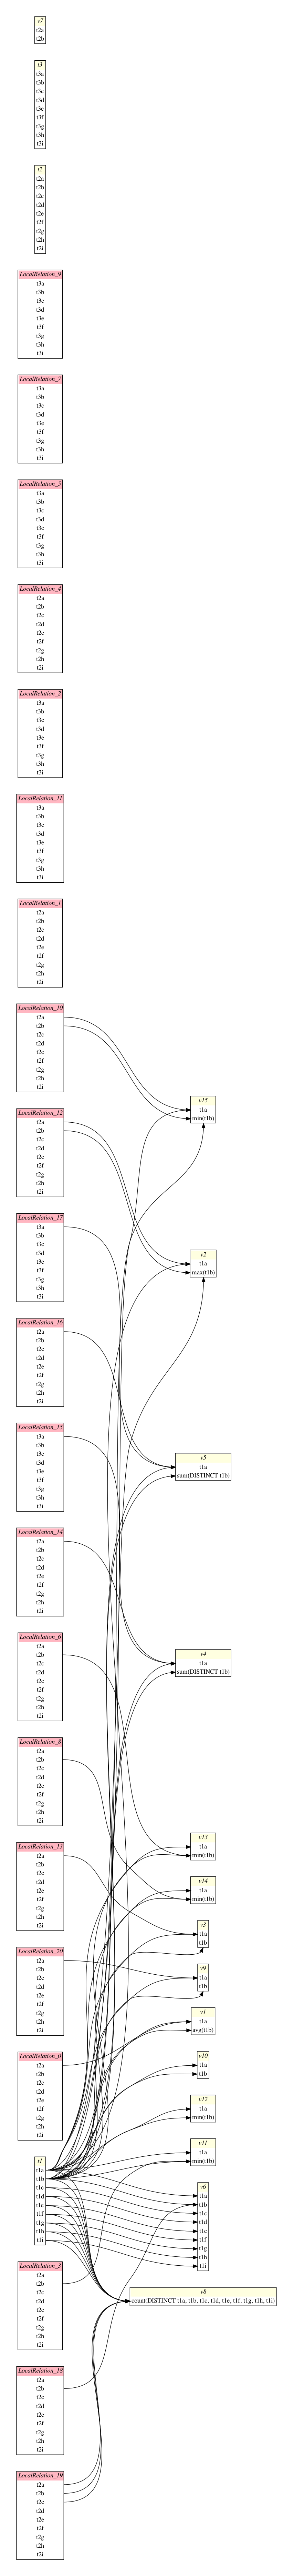 v7
t2a
t2b
t3
t3a
t3b
t3c
t3d
t3e
t3f
t3g
t3h
t3i
t2
t2a
t2b
t2c
t2d
t2e
t2f
t2g
t2h
t2i
LocalRelation_9
t3a
t3b
t3c
t3d
t3e
t3f
t3g
t3h
t3i
LocalRelation_7
t3a
t3b
t3c
t3d
t3e
t3f
t3g
t3h
t3i
LocalRelation_5
t3a
t3b
t3c
t3d
t3e
t3f
t3g
t3h
t3i
LocalRelation_4
t2a
t2b
t2c
t2d
t2e
t2f
t2g
t2h
t2i
LocalRelation_2
t3a
t3b
t3c
t3d
t3e
t3f
t3g
t3h
t3i
LocalRelation_11
t3a
t3b
t3c
t3d
t3e
t3f
t3g
t3h
t3i
LocalRelation_1
t2a
t2b
t2c
t2d
t2e
t2f
t2g
t2h
t2i
LocalRelation_10
t2a
t2b
t2c
t2d
t2e
t2f
t2g
t2h
t2i
LocalRelation_12
t2a
t2b
t2c
t2d
t2e
t2f
t2g
t2h
t2i
LocalRelation_17
t3a
t3b
t3c
t3d
t3e
t3f
t3g
t3h
t3i
LocalRelation_16
t2a
t2b
t2c
t2d
t2e
t2f
t2g
t2h
t2i
LocalRelation_15
t3a
t3b
t3c
t3d
t3e
t3f
t3g
t3h
t3i
LocalRelation_14
t2a
t2b
t2c
t2d
t2e
t2f
t2g
t2h
t2i
LocalRelation_6
t2a
t2b
t2c
t2d
t2e
t2f
t2g
t2h
t2i
LocalRelation_8
t2a
t2b
t2c
t2d
t2e
t2f
t2g
t2h
t2i
LocalRelation_13
t2a
t2b
t2c
t2d
t2e
t2f
t2g
t2h
t2i
LocalRelation_20
t2a
t2b
t2c
t2d
t2e
t2f
t2g
t2h
t2i
LocalRelation_0
t2a
t2b
t2c
t2d
t2e
t2f
t2g
t2h
t2i
t1
t1a
t1b
t1c
t1d
t1e
t1f
t1g
t1h
t1i
LocalRelation_3
t2a
t2b
t2c
t2d
t2e
t2f
t2g
t2h
t2i
LocalRelation_18
t2a
t2b
t2c
t2d
t2e
t2f
t2g
t2h
t2i
LocalRelation_19
t2a
t2b
t2c
t2d
t2e
t2f
t2g
t2h
t2i
v15
t1a
min(t1b)
v2
t1a
max(t1b)
v5
t1a
sum(DISTINCT t1b)
v4
t1a
sum(DISTINCT t1b)
v13
t1a
min(t1b)
v14
t1a
min(t1b)
v3
t1a
t1b
v9
t1a
t1b
v1
t1a
avg(t1b)
v10
t1a
t1b
v12
t1a
min(t1b)
v11
t1a
min(t1b)
v6
t1a
t1b
t1c
t1d
t1e
t1f
t1g
t1h
t1i
v8
count(DISTINCT t1a, t1b, t1c, t1d, t1e, t1f, t1g, t1h, t1i)